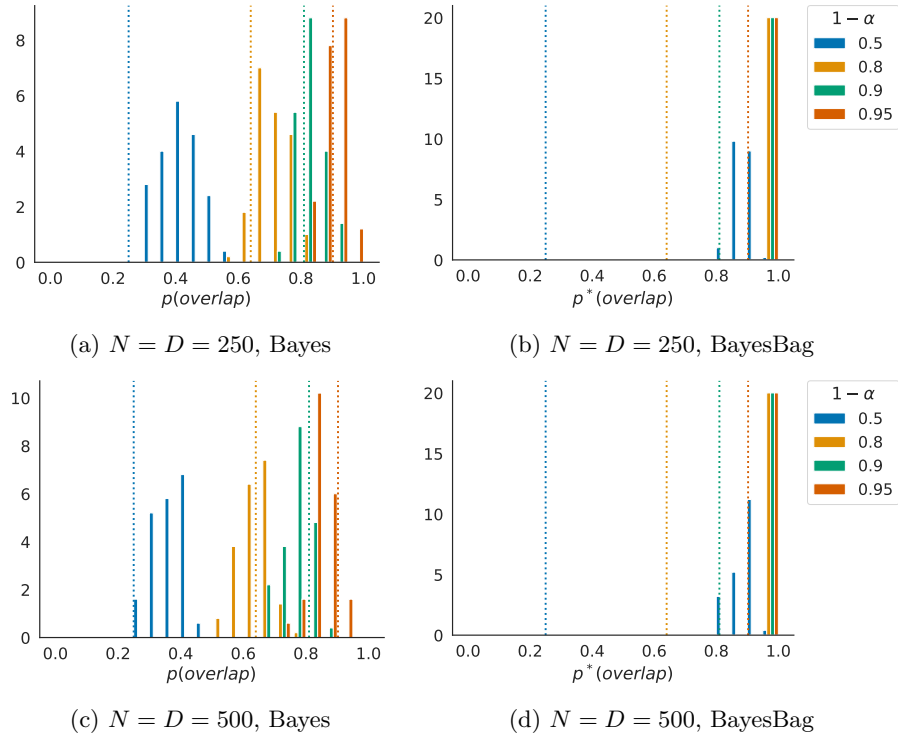 8
6
4
2
0
0.0 0.2 0.4 0.6 0.8 1.0
p(overlap)
(a) N = D = 250, Bayes
20
15
10
5
0
0.0 0.2 0.4 0.6 0.8 1.0
p*(overlap)
(b) N = D = 250, BayesBag
1 − α
0.5
0.8
0.9
0.95
10
8
6
4
2
0
0.0 0.2 0.4 0.6 0.8 1.0
p(overlap)
(c) N = D = 500, Bayes
20
15
10
5
0
0.0 0.2 0.4 0.6 0.8 1.0
p*(overlap)
(d) N = D = 500, BayesBag
1 − α
0.5
0.8
0.9
0.95